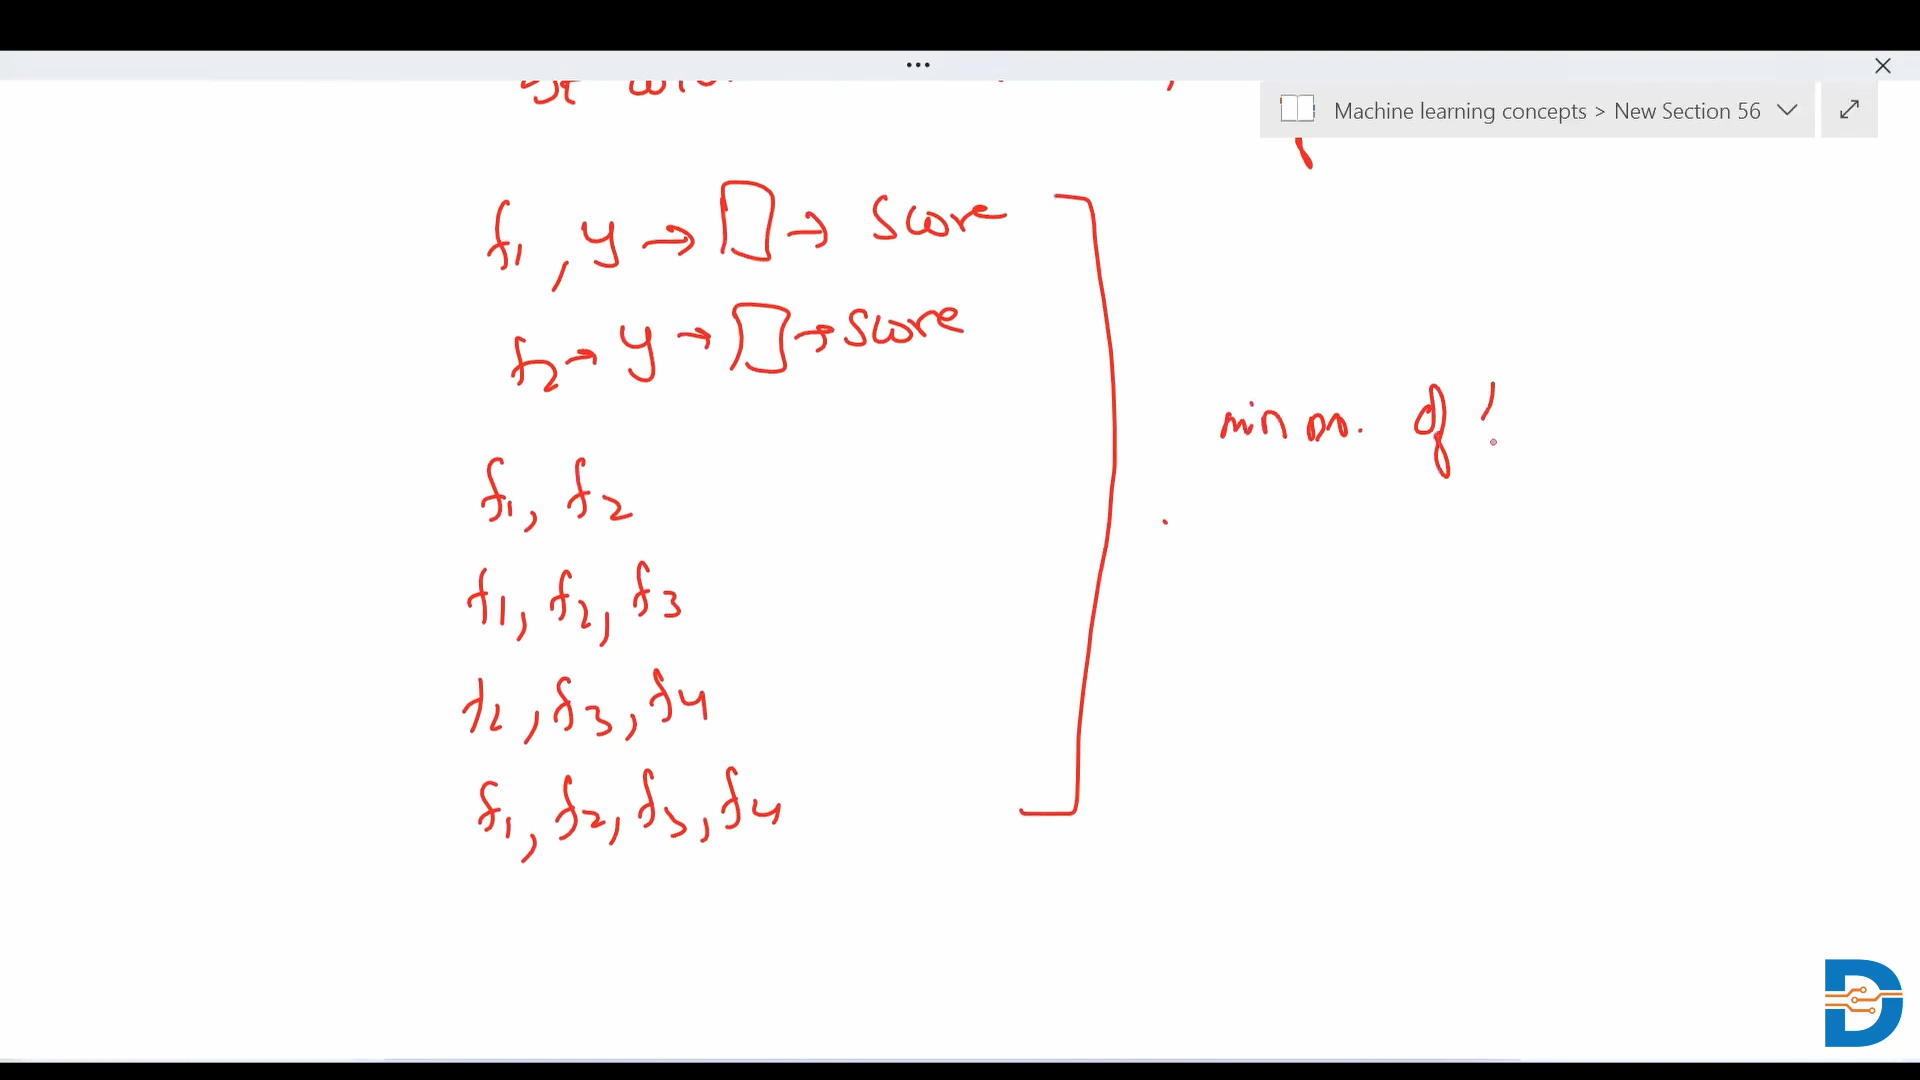 Machine learning concepts > New Section 56
f1, y → → score
f2 → y → → score
min no. of
f1, f2
f1, f2, f3
f2, f3, f4
f1, f2, f3, f4